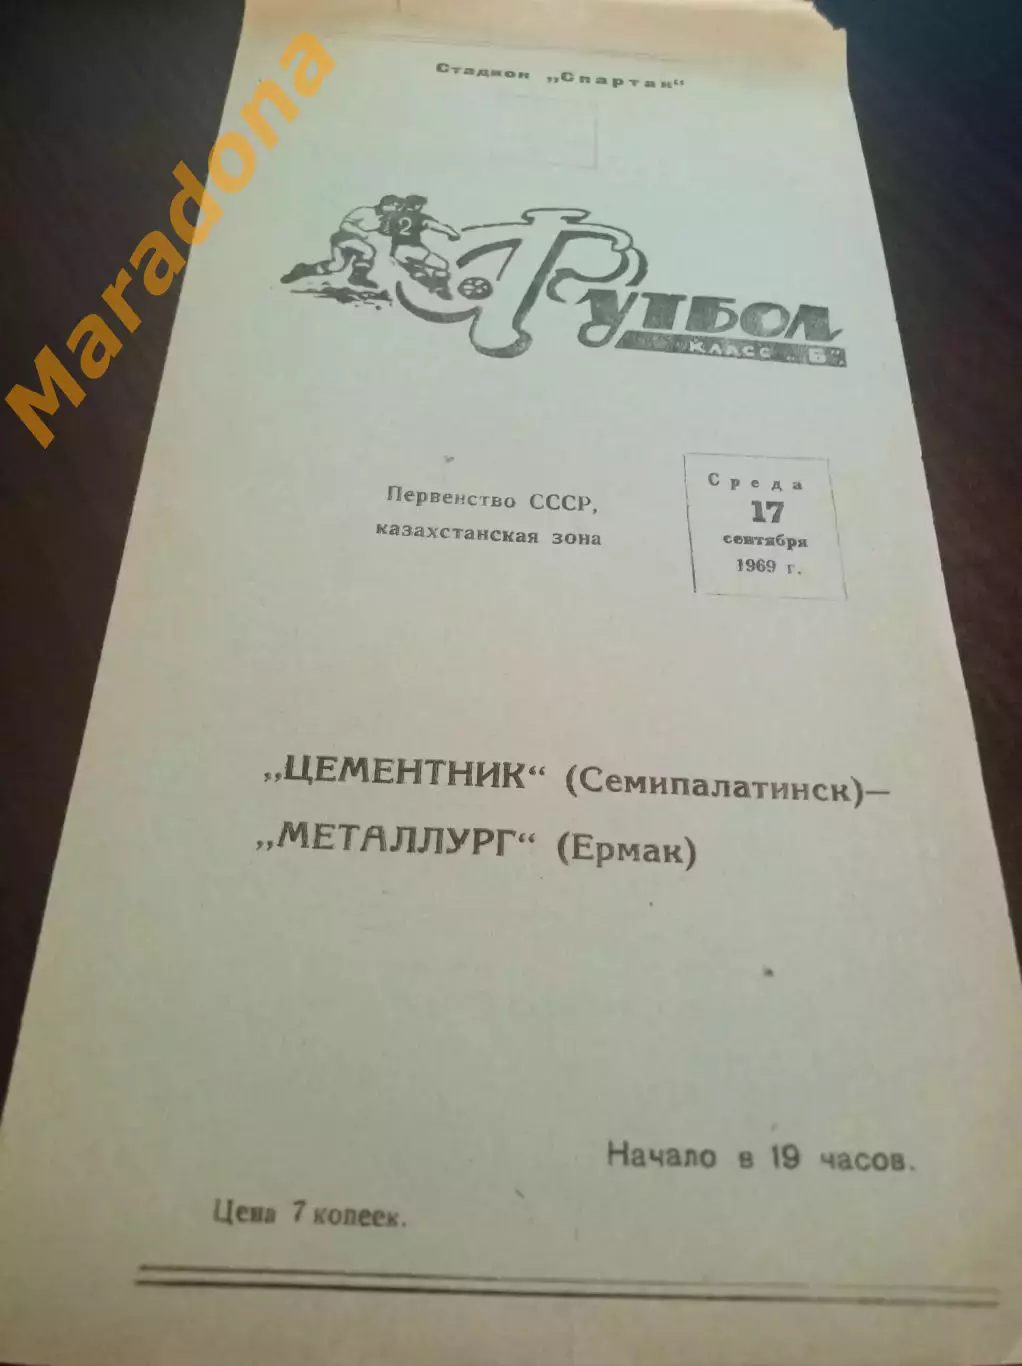 Стадион „Спартак“
2
Футбол
класс „Б“.
Первенство СССР,
казахстанская зона
Среда
17
сентября
1969 г.
„ЦЕМЕНТНИК“ (Семипалатинск)—
„МЕТАЛЛУРГ“ (Ермак)
Начало в 19 часов.
Цена 7 копеек.
Maradona